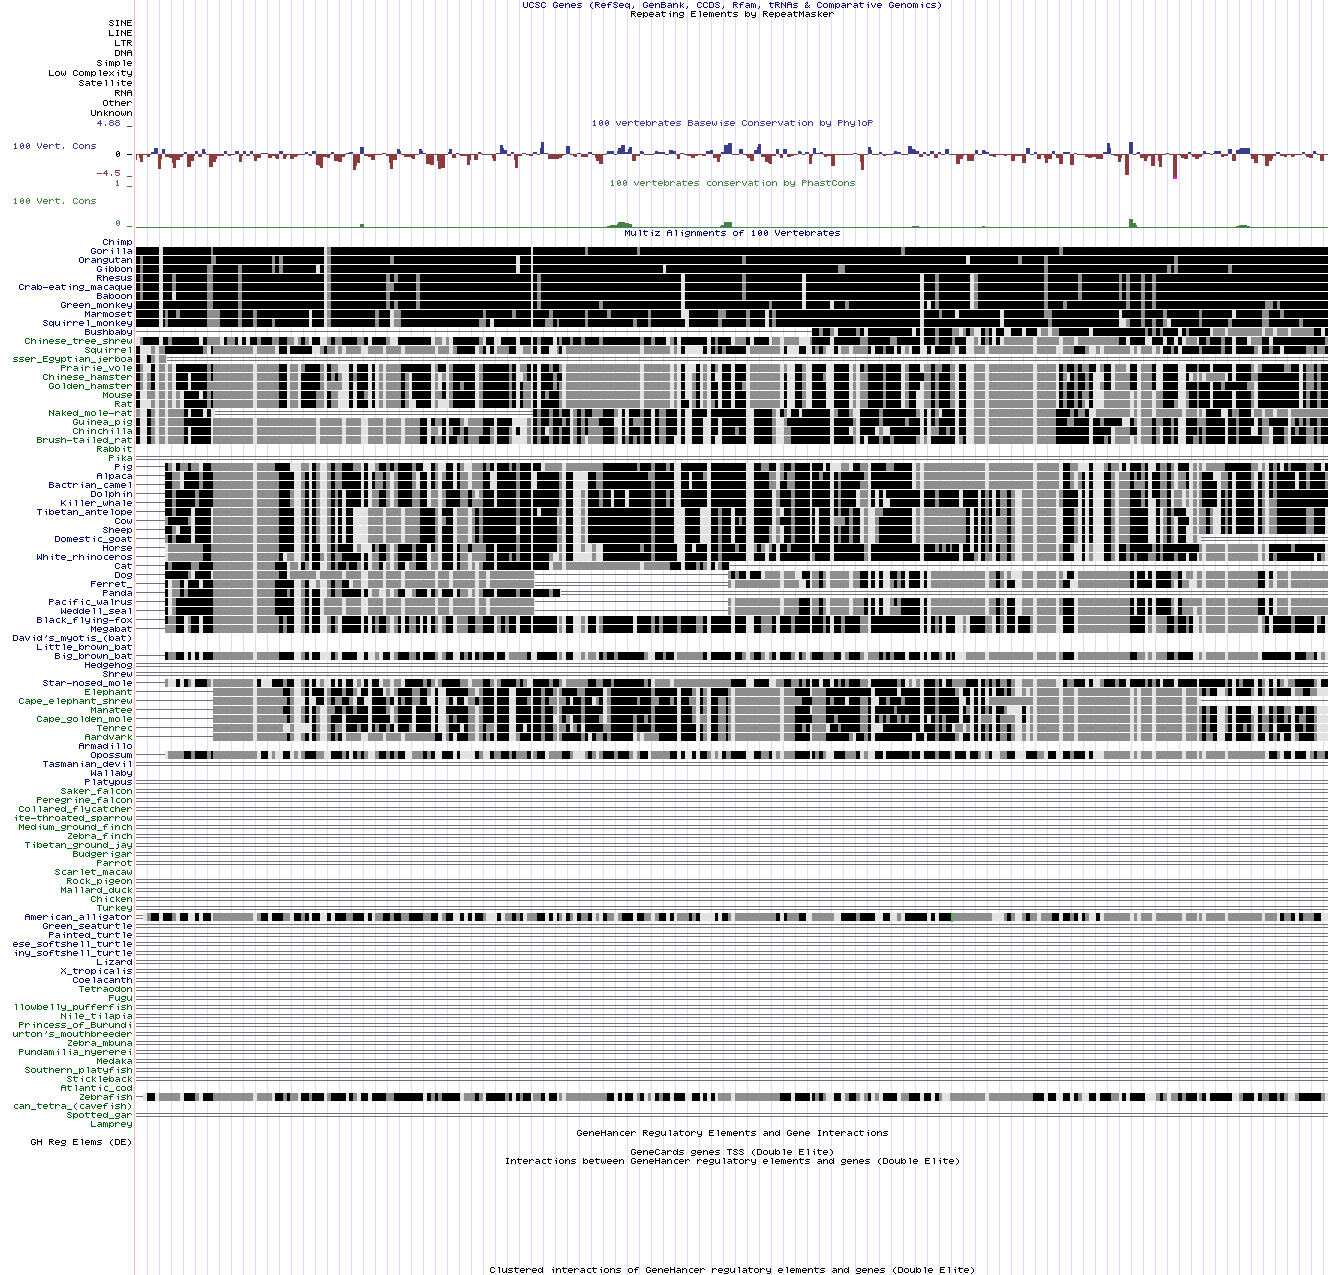 UCSC Genes (RefSeq, GenBank, CCDS, Rfam, tRNAs & Comparative Genomics)
Repeating Elements by RepeatMasker
SINE
LINE
LTR
DNA
Simple
Low Complexity
Satellite
RNA
Other
Unknown
100 vertebrates Basewise Conservation by PhyloP
4.88 _
100 Vert. Cons
0 -
-4.5 _
100 vertebrates conservation by PhastCons
1 _
100 Vert. Cons
0 _
Multiz Alignments of 100 Vertebrates
Chimp
Gorilla
Orangutan
Gibbon
Rhesus
Crab-eating_macaque
Baboon
Green_monkey
Marmoset
Squirrel_monkey
Bushbaby
Chinese_tree_shrew
Squirrel
sser_Egyptian_jerboa
Prairie_vole
Chinese_hamster
Golden_hamster
Mouse
Rat
Naked_mole-rat
Guinea_pig
Chinchilla
Brush-tailed_rat
Rabbit
Pika
Pig
Alpaca
Bactrian_camel
Dolphin
Killer_whale
Tibetan_antelope
Cow
Sheep
Domestic_goat
Horse
White_rhinoceros
Cat
Dog
Ferret_
Panda
Pacific_walrus
Weddell_seal
Black_flying-fox
Megabat
David's_myotis_(bat)
Little_brown_bat
Big_brown_bat
Hedgehog
Shrew
Star-nosed_mole
Elephant
Cape_elephant_shrew
Manatee
Cape_golden_mole
Tenrec
Aardvark
Armadillo
Opossum
Tasmanian_devil
Wallaby
Platypus
Saker_falcon
Peregrine_falcon
Collared_flycatcher
ite-throated_sparrow
Medium_ground_finch
Zebra_finch
Tibetan_ground_jay
Budgerigar
Parrot
Scarlet_macaw
Rock_pigeon
Mallard_duck
Chicken
Turkey
American_alligator
Green_seaturtle
Painted_turtle
ese_softshell_turtle
iny_softshell_turtle
Lizard
X_tropicalis
Coelacanth
Tetraodon
Fugu
llowbelly_pufferfish
Nile_tilapia
Princess_of_Burundi
urton's_mouthbreeder
Zebra_mbuna
Pundamilia_nyererei
Medaka
Southern_platyfish
Stickleback
Atlantic_cod
Zebrafish
can_tetra_(cavefish)
Spotted_gar
Lamprey
GeneHancer Regulatory Elements and Gene Interactions
GH Reg Elems (DE)
GeneCards genes TSS (Double Elite)
Interactions between GeneHancer regulatory elements and genes (Double Elite)
Clustered interactions of GeneHancer regulatory elements and genes (Double Elite)